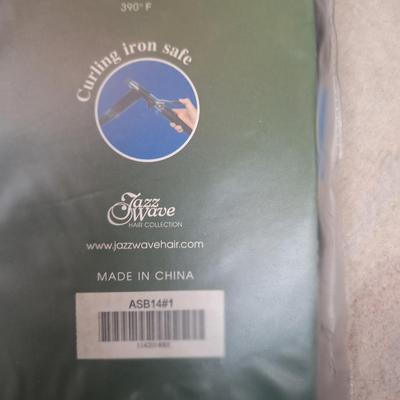 390° F
Curling iron safe
Jazz
Wave
HAIR COLLECTION
www.jazzwavehair.com
MADE IN CHINA
ASB14#1